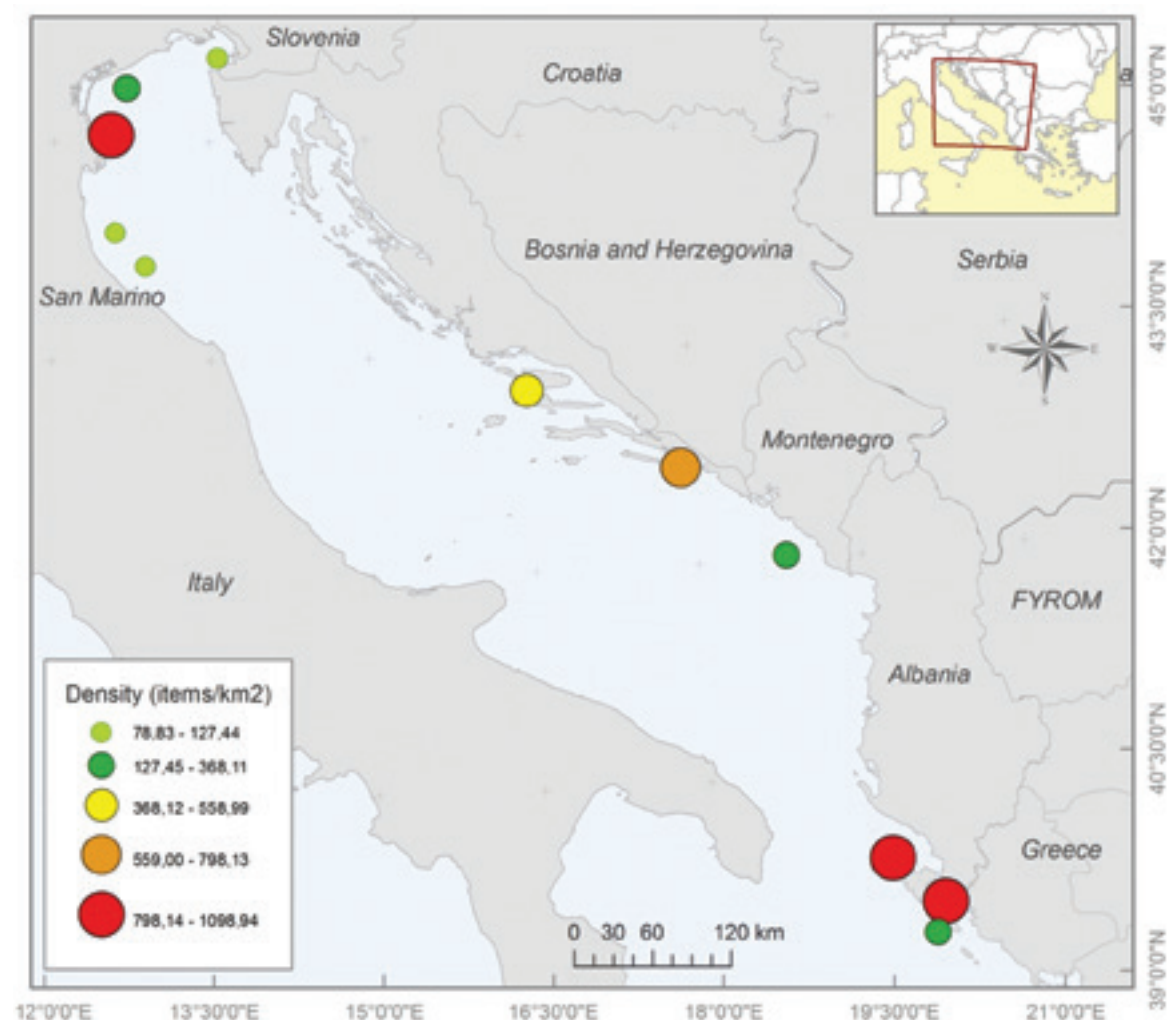 Slovenia
Croatia
a
45°0'0"N
Bosnia and Herzegovina
Serbia
San Marino
43°30'0"N
N
W E
S
Montenegro
42°0'0"N
Italy
FYROM
Albania
Density (items/km2)
78,83 - 127,44
127,45 - 368,11
368,12 - 558,99
559,00 - 798,13
798,14 - 1098,94
40°30'0"N
Greece
0 30 60 120 km
39°0'0"N
12°0'0"E 13°30'0"E 15°0'0"E 16°30'0"E 18°0'0"E 19°30'0"E 21°0'0"E